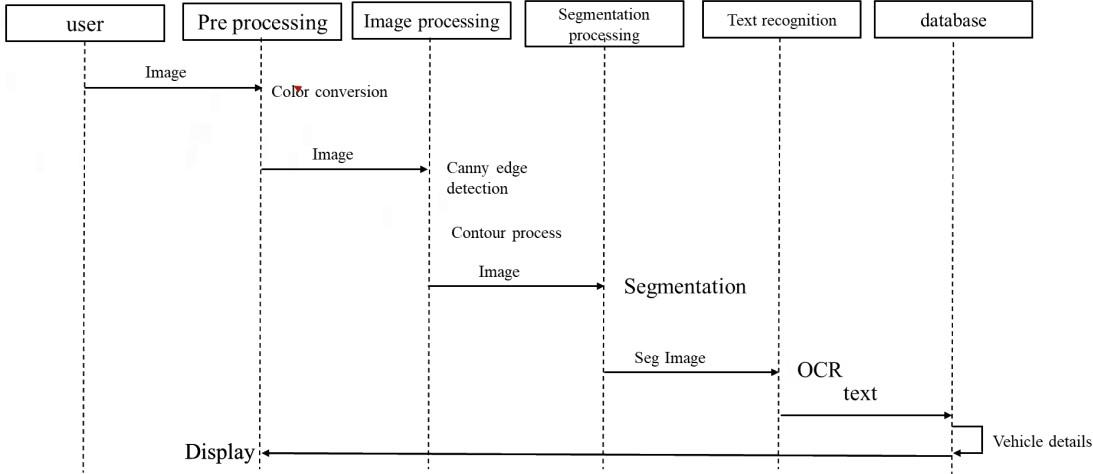 user
Pre processing
Image processing
Segmentation
processing
Text recognition
database
Image
Color conversion
Image
Canny edge
detection
Contour process
Image
Segmentation
Seg Image
OCR
text
Vehicle details
Display